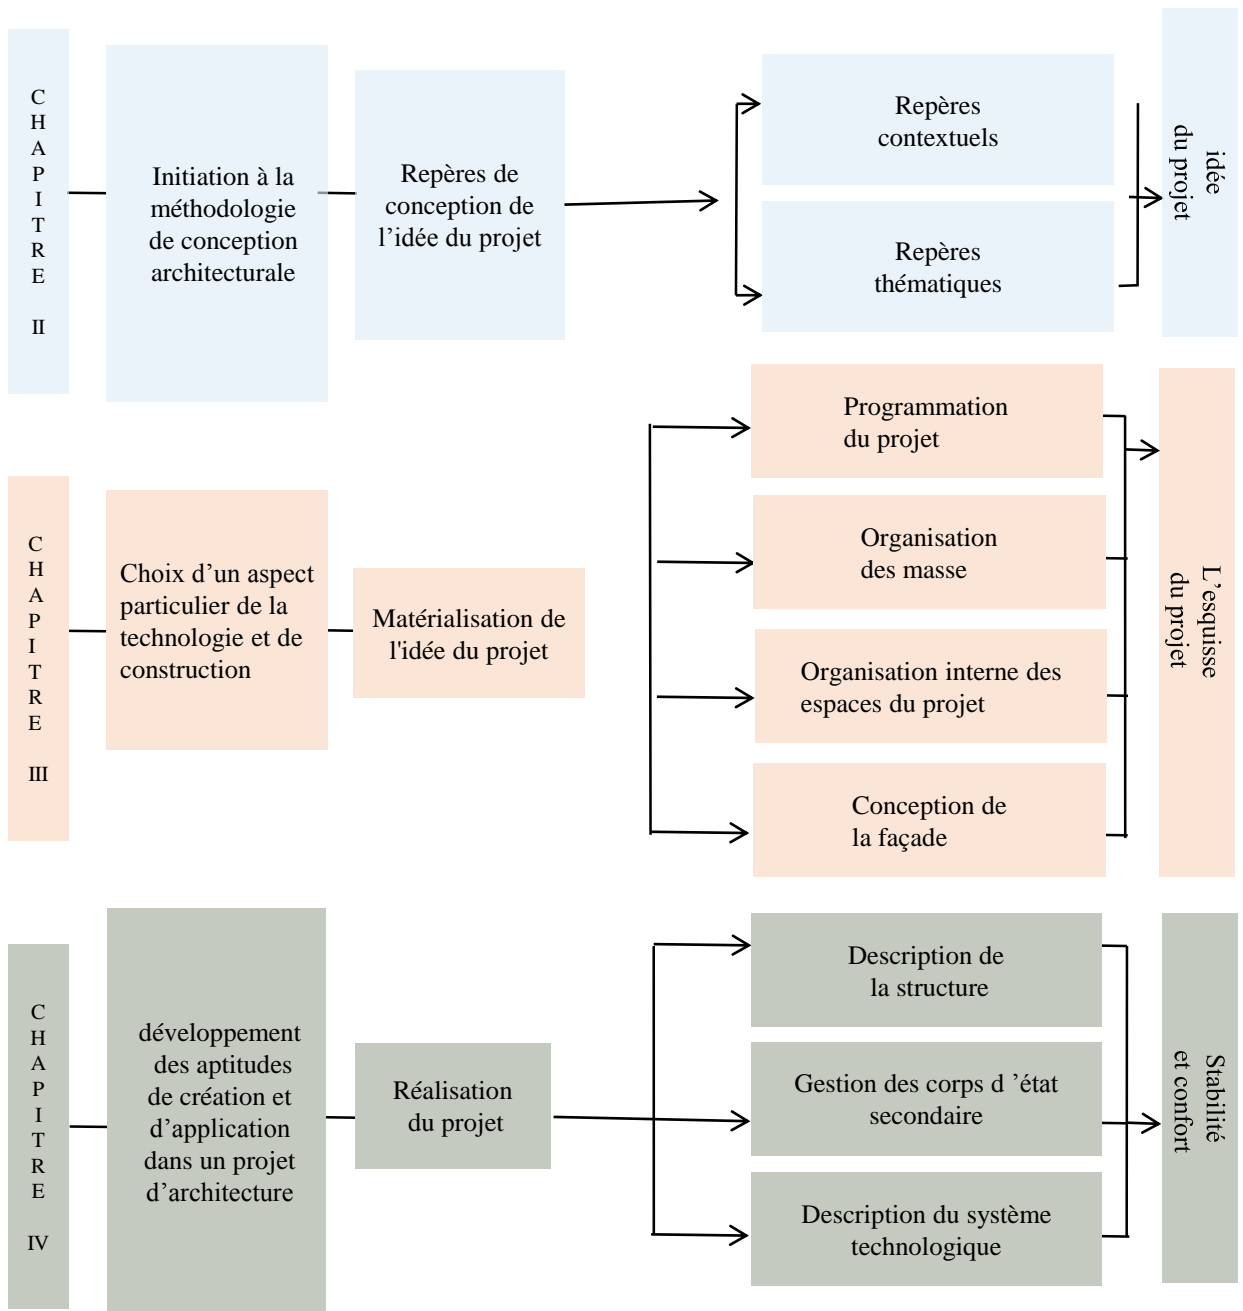 CHAPITRE II
Initiation à la
méthodologie
de conception
architecturale
Repères de
conception de
l’idée du projet
Repères
contextuels
Repères
thématiques
idée
du projet
CHAPITRE III
Choix d’un aspect
particulier de la
technologie et de
construction
Matérialisation de
l'idée du projet
Programmation
du projet
Organisation
des masse
Organisation interne des
espaces du projet
Conception de
la façade
L’esquisse
du projet
CHAPITRE IV
développement
des aptitudes
de création et
d’application
dans un projet
d’architecture
Réalisation
du projet
Description de
la structure
Gestion des corps d ’état
secondaire
Description du système
technologique
Stabilité
et confort